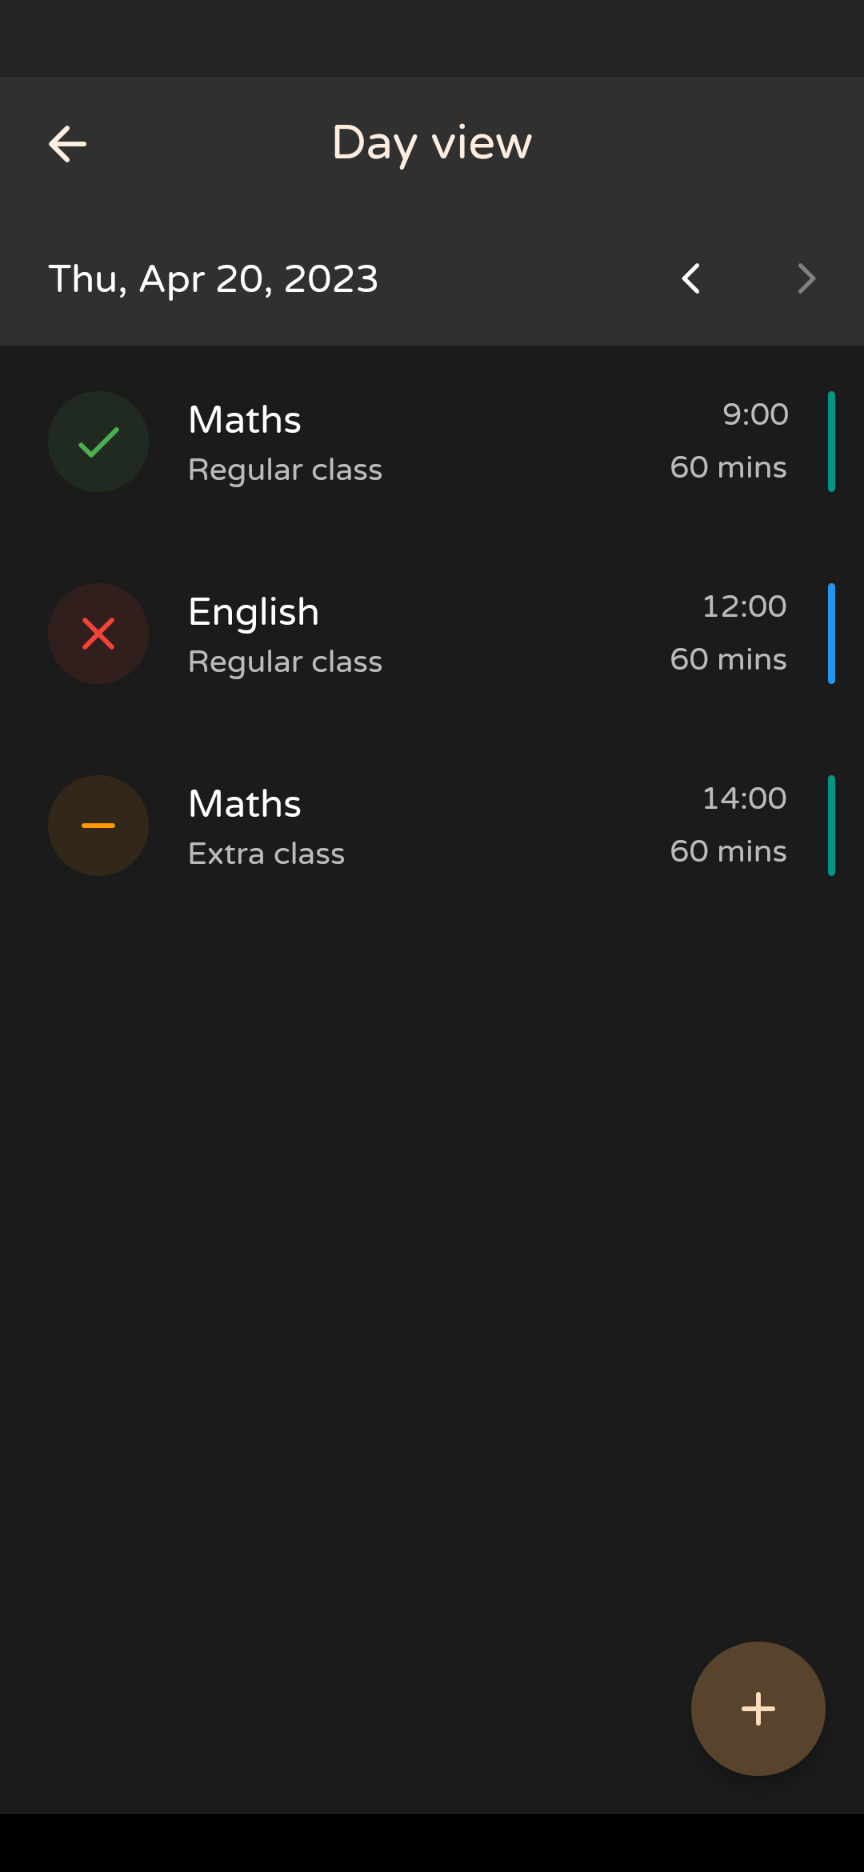 Day view
Thu, Apr 20, 2023
Maths
9:00
Regular class
60 mins
English
12:00
Regular class
60 mins
Maths
14:00
Extra class
60 mins